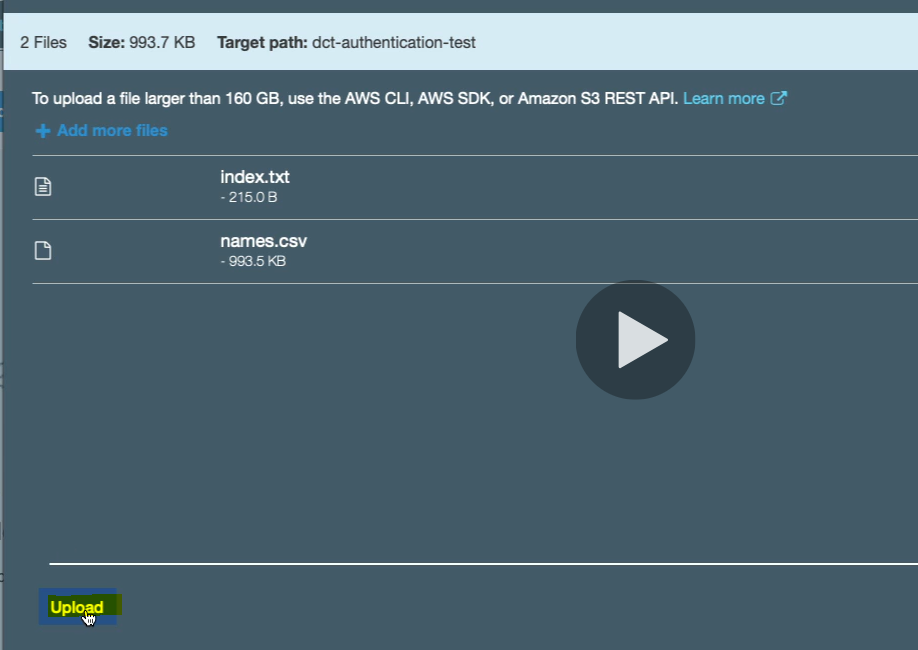 2 Files Size: 993.7 KB Target path: dct-authentication-test
To upload a file larger than 160 GB, use the AWS CLI, AWS SDK, or Amazon S3 REST API. Learn more
Add more files
index.txt
- 215.0 B
names.csv
- 993.5 KB
Upload